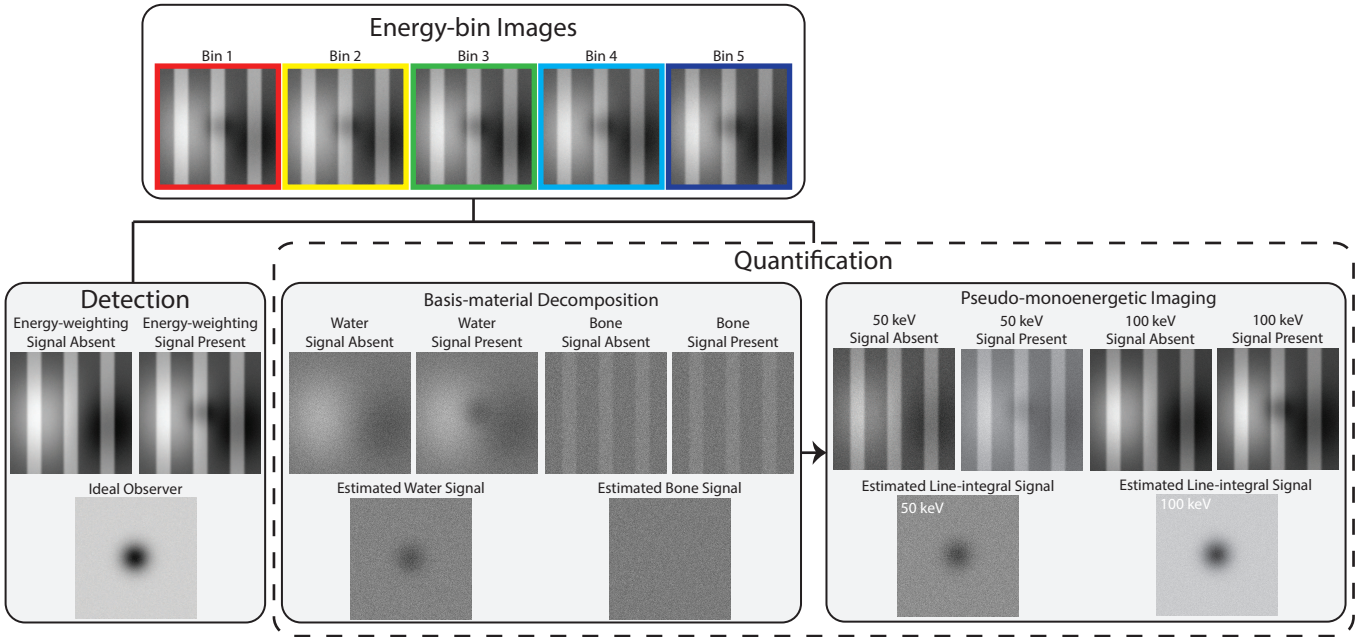 Energy-bin Images
Bin 1
Bin 2
Bin 3
Bin 4
Bin 5
Detection
Energy-weighting
Signal Absent
Energy-weighting
Signal Present
Ideal Observer
Quantification
Basis-material Decomposition
Water
Signal Absent
Water
Signal Present
Bone
Signal Absent
Bone
Signal Present
Estimated Water Signal
Estimated Bone Signal
Pseudo-monoenergetic Imaging
50 keV
Signal Absent
50 keV
Signal Present
100 keV
Signal Absent
100 keV
Signal Present
Estimated Line-integral Signal
50 keV
Estimated Line-integral Signal
100 keV